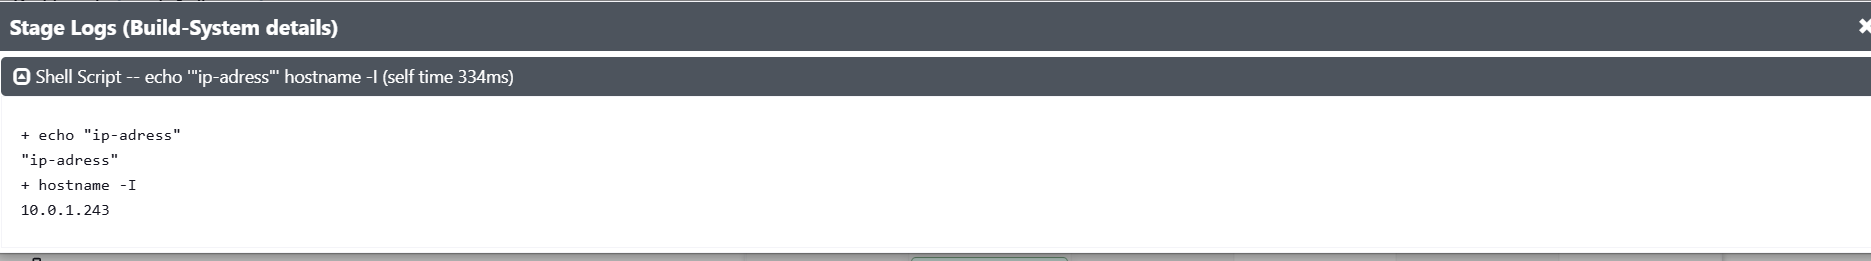 Stage Logs (Build-System details)
Shell Script -- echo '"ip-adress"' hostname -I (self time 334ms)
+ echo "ip-adress"
"ip-adress"
+ hostname -I
10.0.1.243